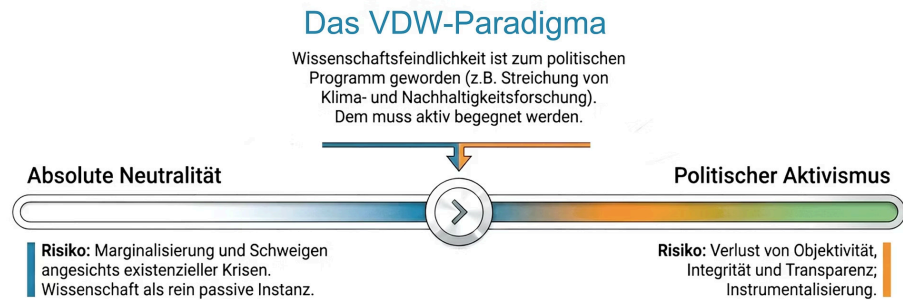 Das VDW-Paradigma
Wissenschaftsfeindlichkeit ist zum politischen
Programm geworden (z.B. Streichung von
Klima- und Nachhaltigkeitsforschung).
Dem muss aktiv begegnet werden.
Absolute Neutralität
Politischer Aktivismus
Risiko: Marginalisierung und Schweigen
angesichts existenzieller Krisen.
Wissenschaft als rein passive Instanz.
Risiko: Verlust von Objektivität,
Integrität und Transparenz;
Instrumentalisierung.